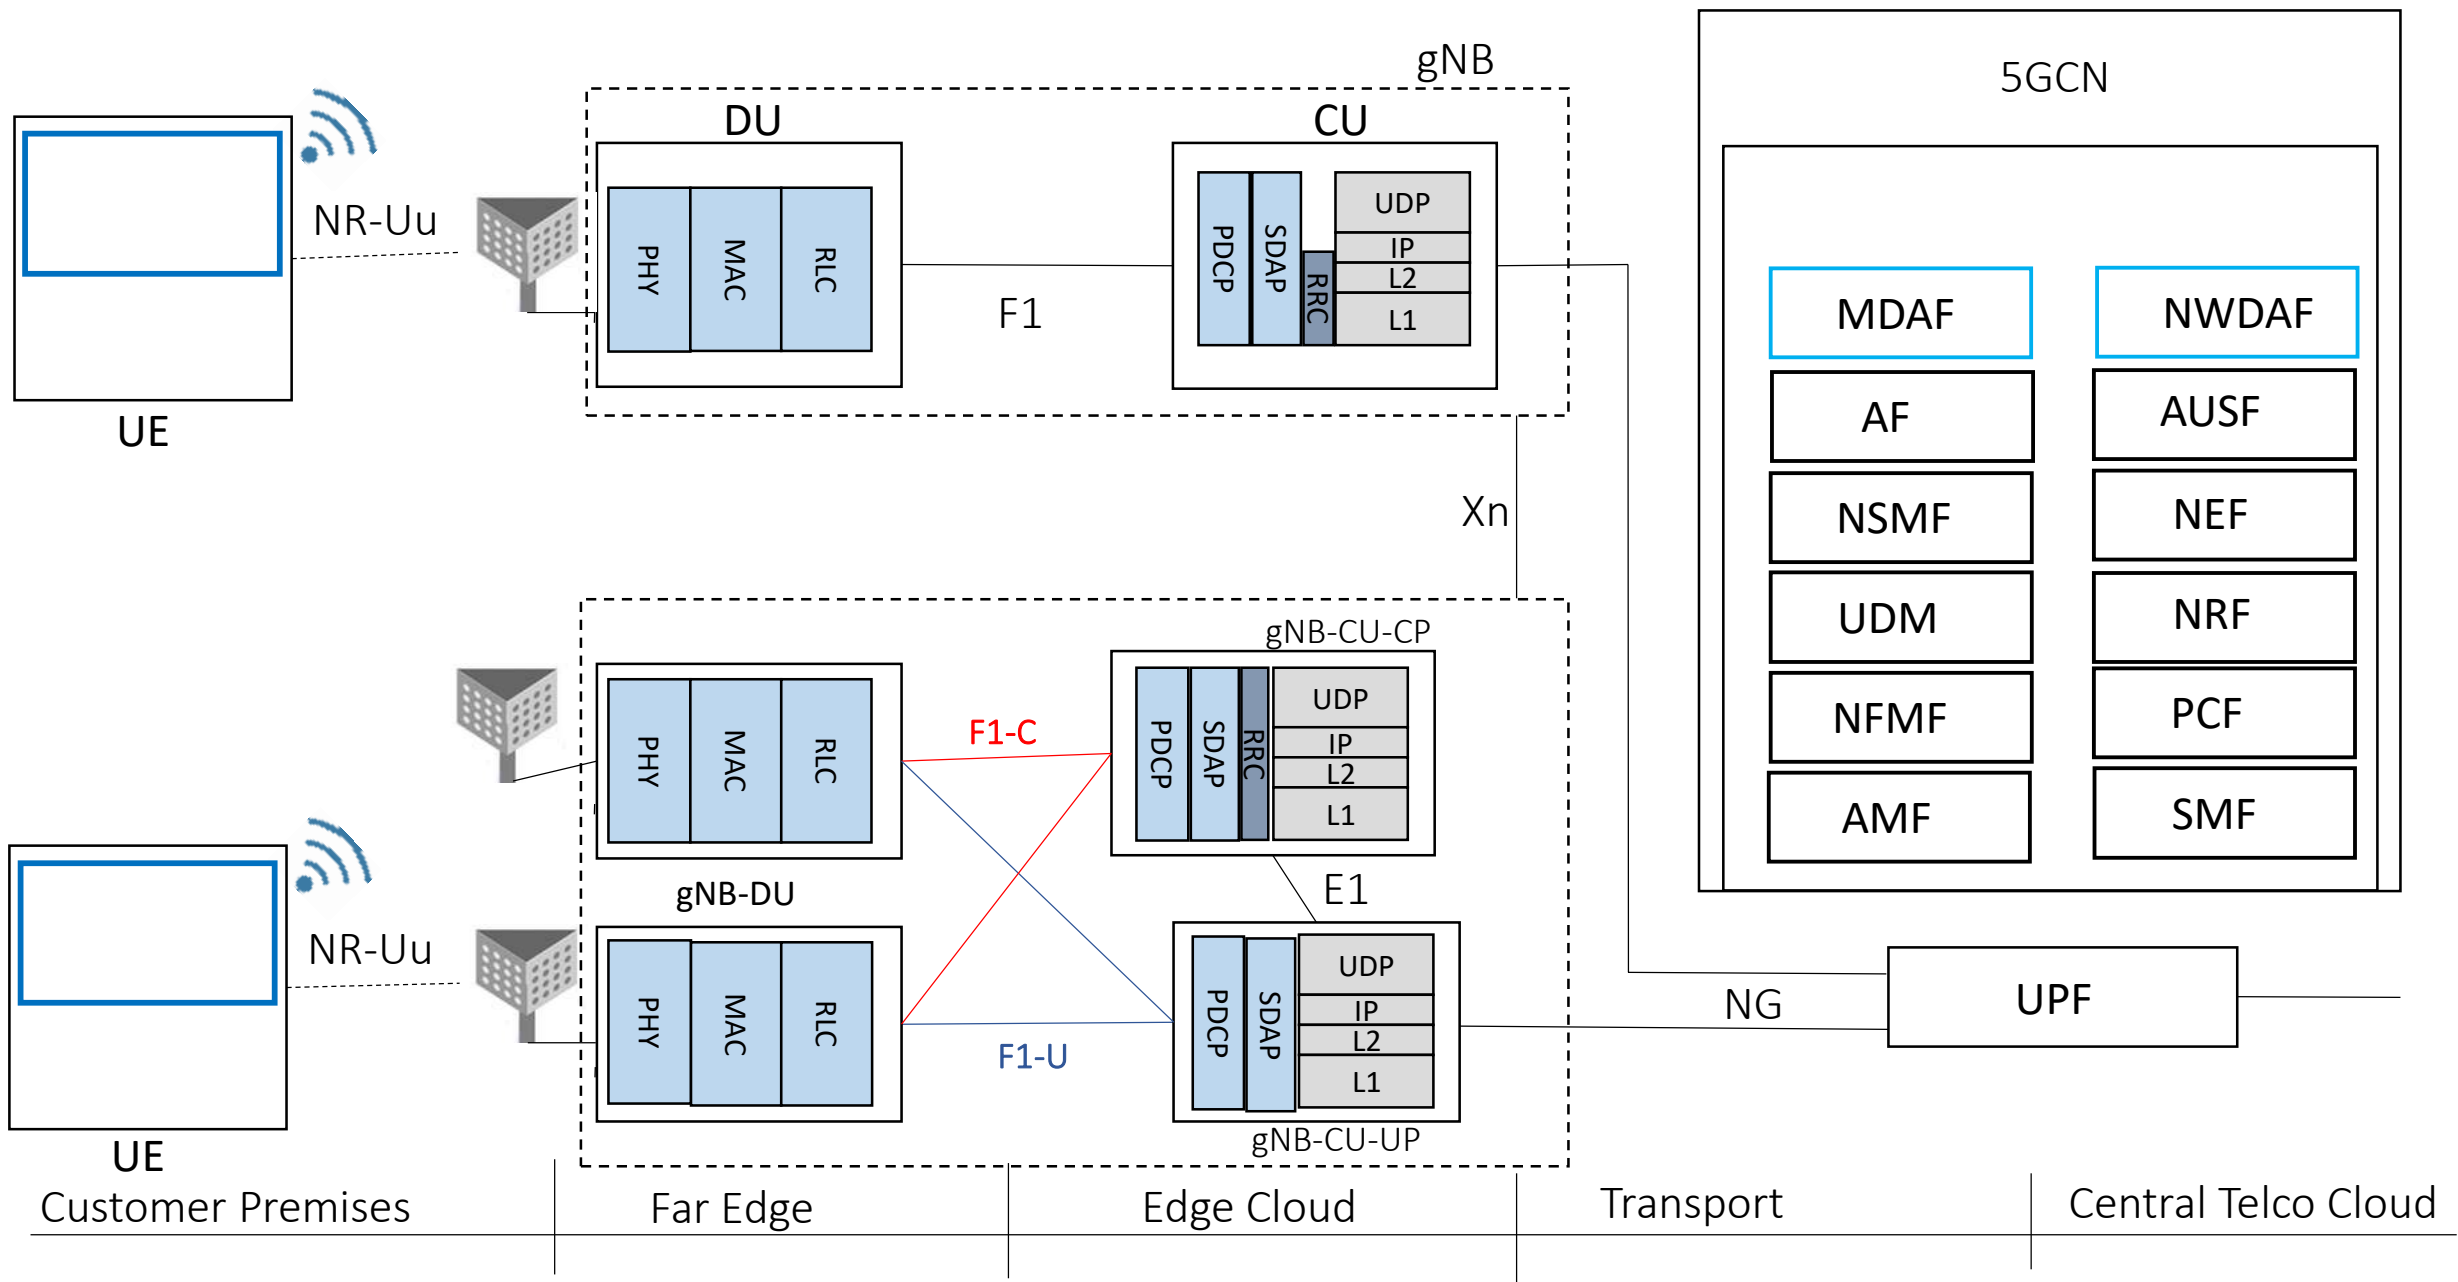 gNB
5GCN
DU
CU
NR-Uu
PHY
MAC
RLC
F1
PDCP
SDAP
RRC
UDP
IP
L2
L1
UE
Xn
MDAF
NWDAF
AF
AUSF
NSMF
NEF
UDM
NRF
NFMF
PCF
AMF
SMF
gNB-CU-CP
PHY
MAC
RLC
F1-C
PDCP
SDAP
RRC
UDP
IP
L2
L1
gNB-DU
E1
NR-Uu
PHY
MAC
RLC
F1-U
PDCP
SDAP
UDP
IP
L2
L1
NG
UPF
gNB-CU-UP
UE
Customer Premises
Far Edge
Edge Cloud
Transport
Central Telco Cloud